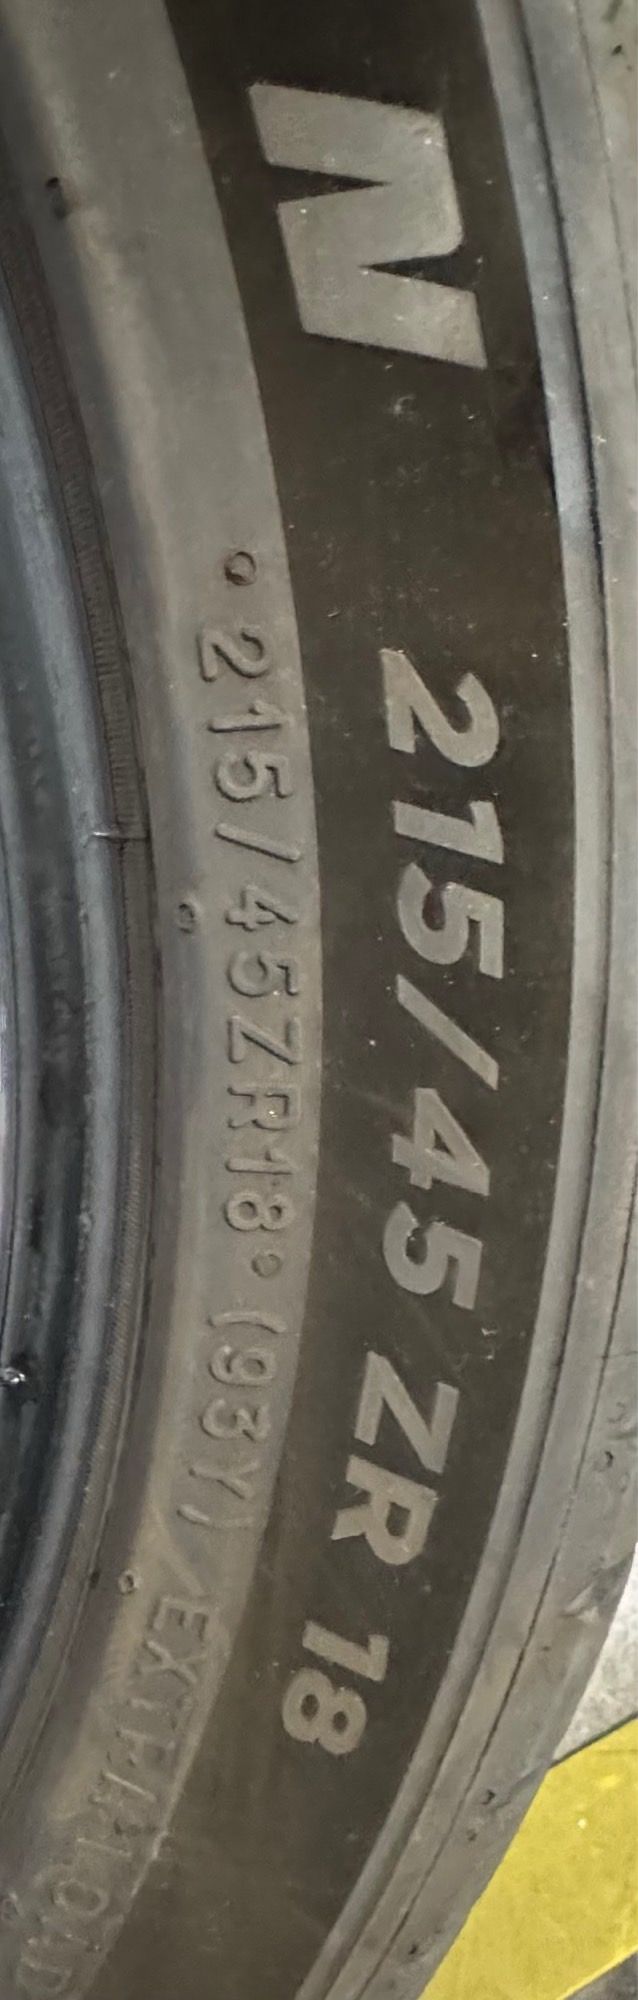 N
215/45 ZR 18
215/45ZR18 (93Y)/EXTRA LOAD